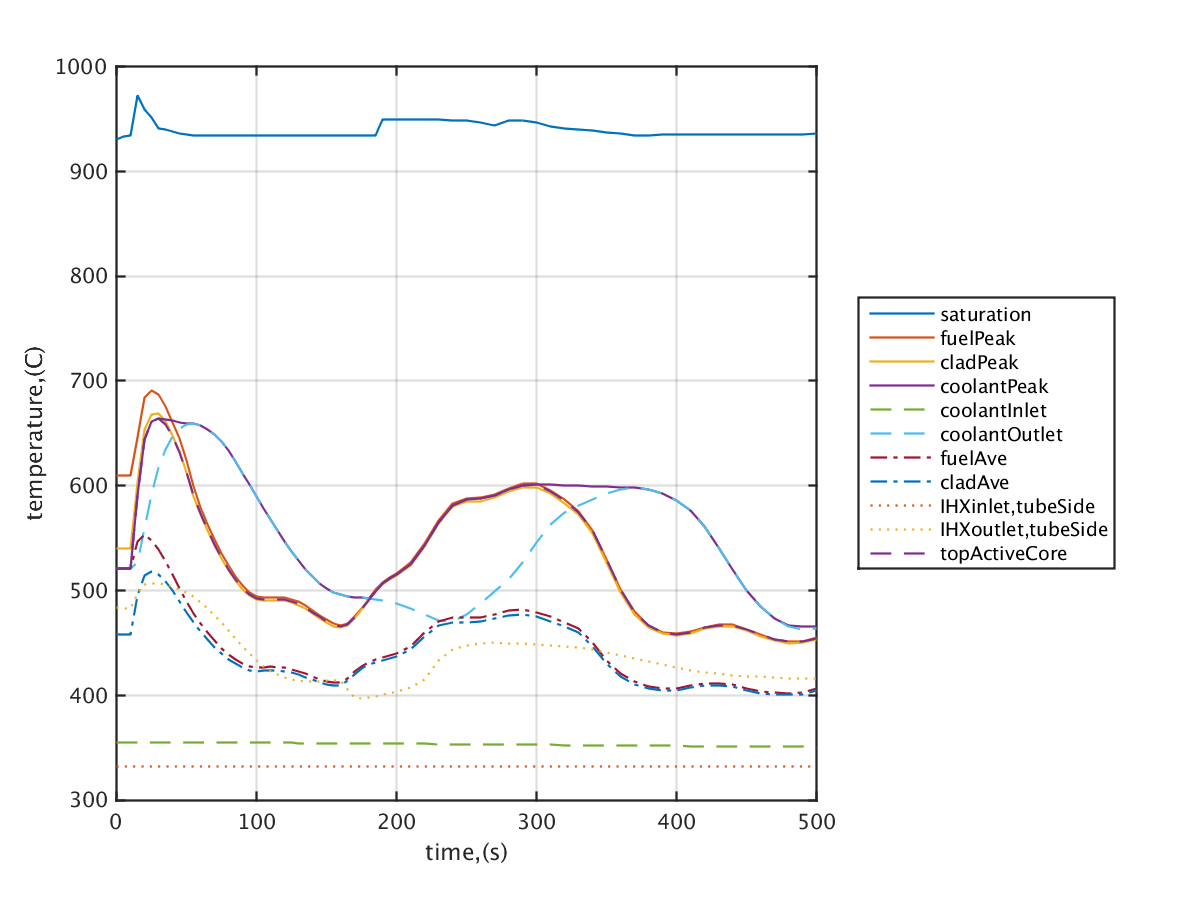 1000
900
800
700
600
500
400
300
0
100
200
300
400
500
temperature,(C)
time,(s)
saturation
fuelPeak
cladPeak
coolantPeak
coolantInlet
coolantOutlet
fuelAve
cladAve
IHXinlet,tubeSide
IHXoutlet,tubeSide
topActiveCore